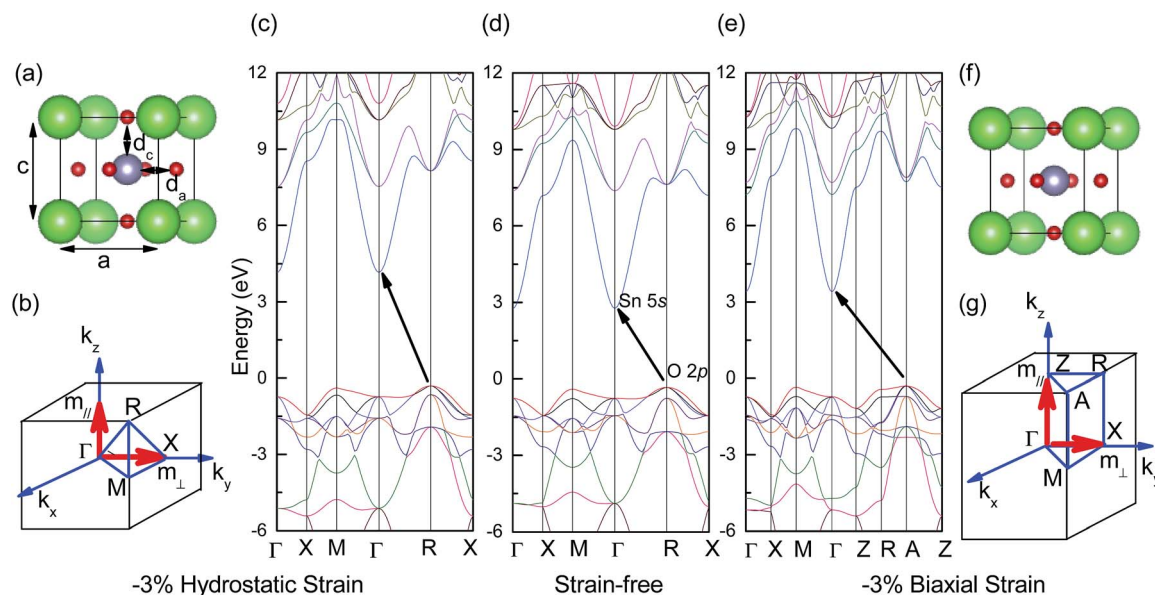 (a)
c
d_c
d_a
a
(b)
k_z
m_//
R
Γ
X
M
m_⊥
k_y
k_x
(c)
(d)
(e)
Energy (eV)
12
9
6
3
0
-3
-6
Γ X M Γ R X
12
9
6
3
0
-3
-6
Sn 5s
O 2p
Γ X M Γ R X
12
9
6
3
0
-3
-6
Γ X M Γ Z R A Z
(f)
(g)
k_z
m_//
Z
R
A
Γ
X
M
m_⊥
k_y
k_x
-3% Hydrostatic Strain
Strain-free
-3% Biaxial Strain